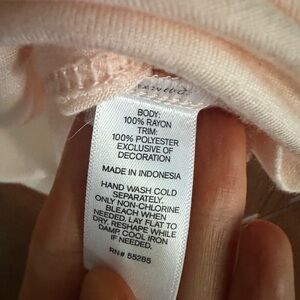 BODY:
100% RAYON
TRIM:
100% POLYESTER
EXCLUSIVE OF
DECORATION
MADE IN INDONESIA
HAND WASH COLD
SEPARATELY.
ONLY NON-CHLORINE
BLEACH WHEN
NEEDED. LAY FLAT TO
DRY. RESHAPE WHILE
DAMP. COOL IRON
IF NEEDED.
RN# 55285